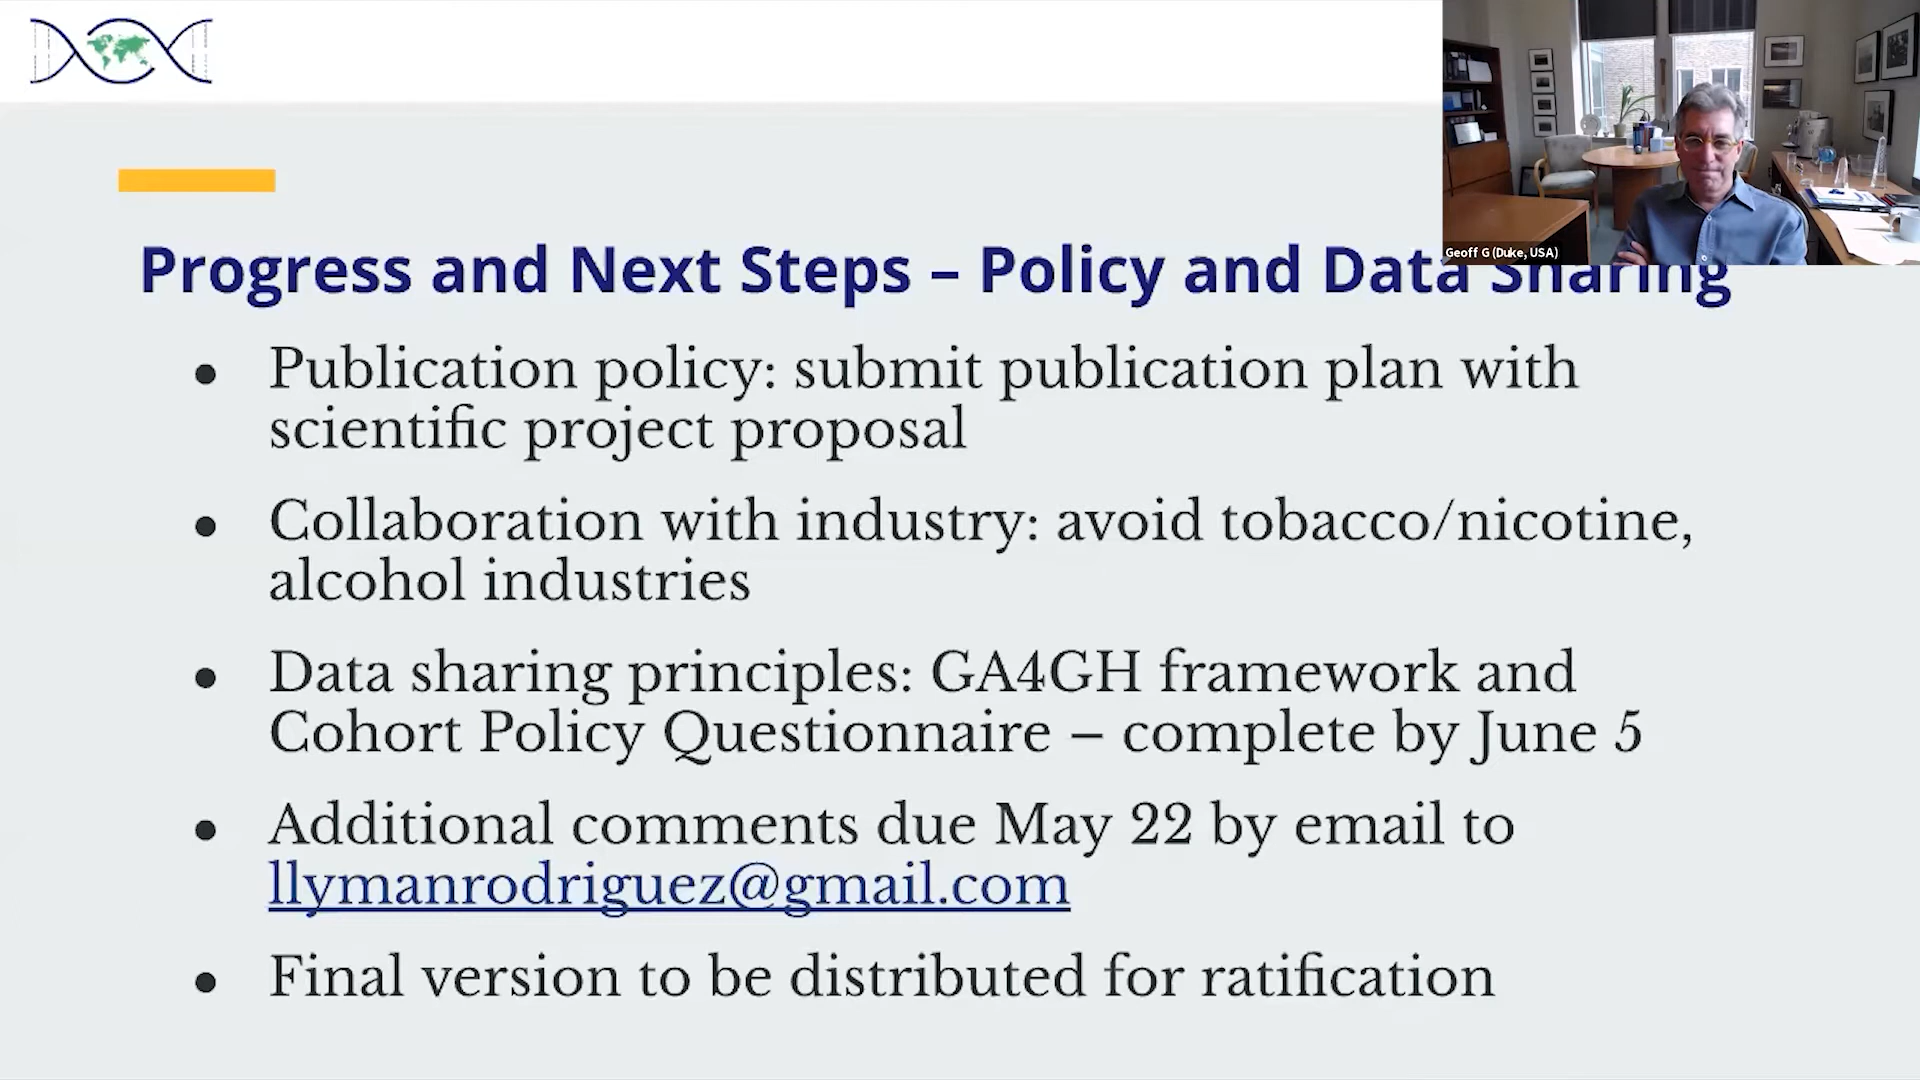 Geoff G (Duke, USA)
Progress and Next Steps – Policy and Data Sharing
• Publication policy: submit publication plan with
scientific project proposal
• Collaboration with industry: avoid tobacco/nicotine,
alcohol industries
• Data sharing principles: GA4GH framework and
Cohort Policy Questionnaire – complete by June 5
• Additional comments due May 22 by email to
llymanrodriguez@gmail.com
• Final version to be distributed for ratification